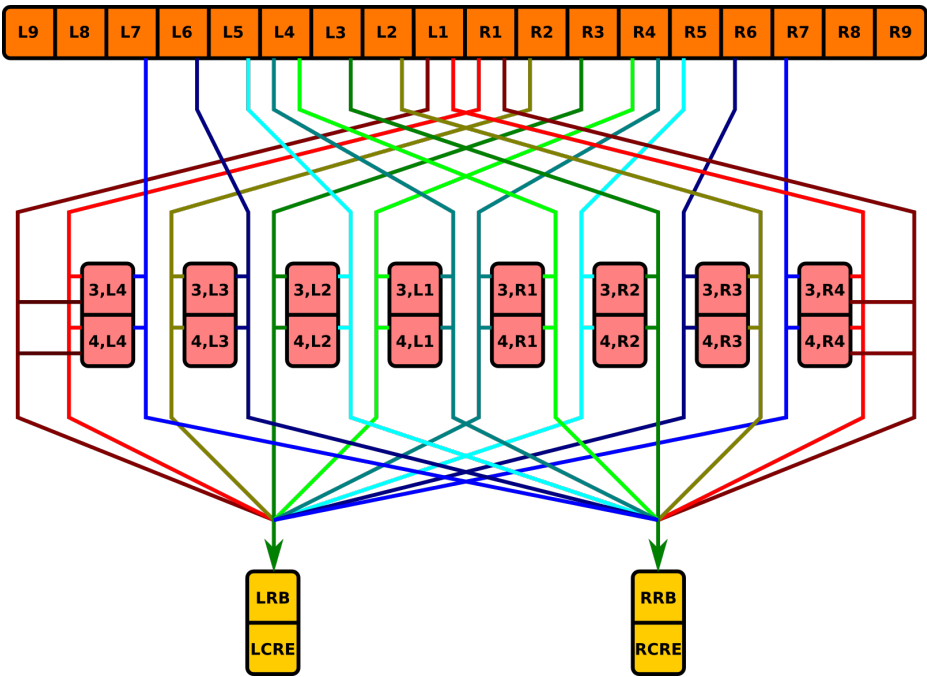 L9 L8 L7 L6 L5 L4 L3 L2 L1 R1 R2 R3 R4 R5 R6 R7 R8 R9
3,L4 3,L3 3,L2 3,L1 3,R1 3,R2 3,R3 3,R4
4,L4 4,L3 4,L2 4,L1 4,R1 4,R2 4,R3 4,R4
LRB RRB
LCRE RCRE